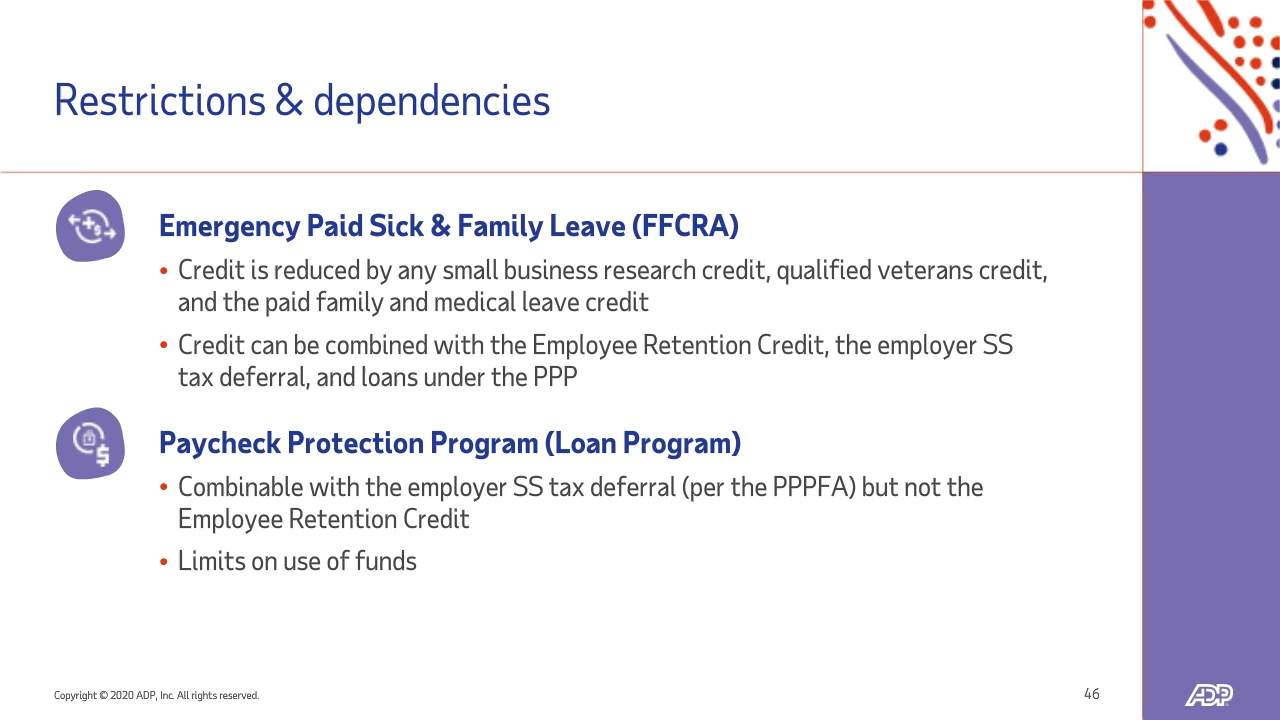 Restrictions & dependencies
Emergency Paid Sick & Family Leave (FFCRA)
• Credit is reduced by any small business research credit, qualified veterans credit,
and the paid family and medical leave credit
• Credit can be combined with the Employee Retention Credit, the employer SS
tax deferral, and loans under the PPP
Paycheck Protection Program (Loan Program)
• Combinable with the employer SS tax deferral (per the PPPFA) but not the
Employee Retention Credit
• Limits on use of funds
Copyright © 2020 ADP, Inc. All rights reserved.
46
ADP